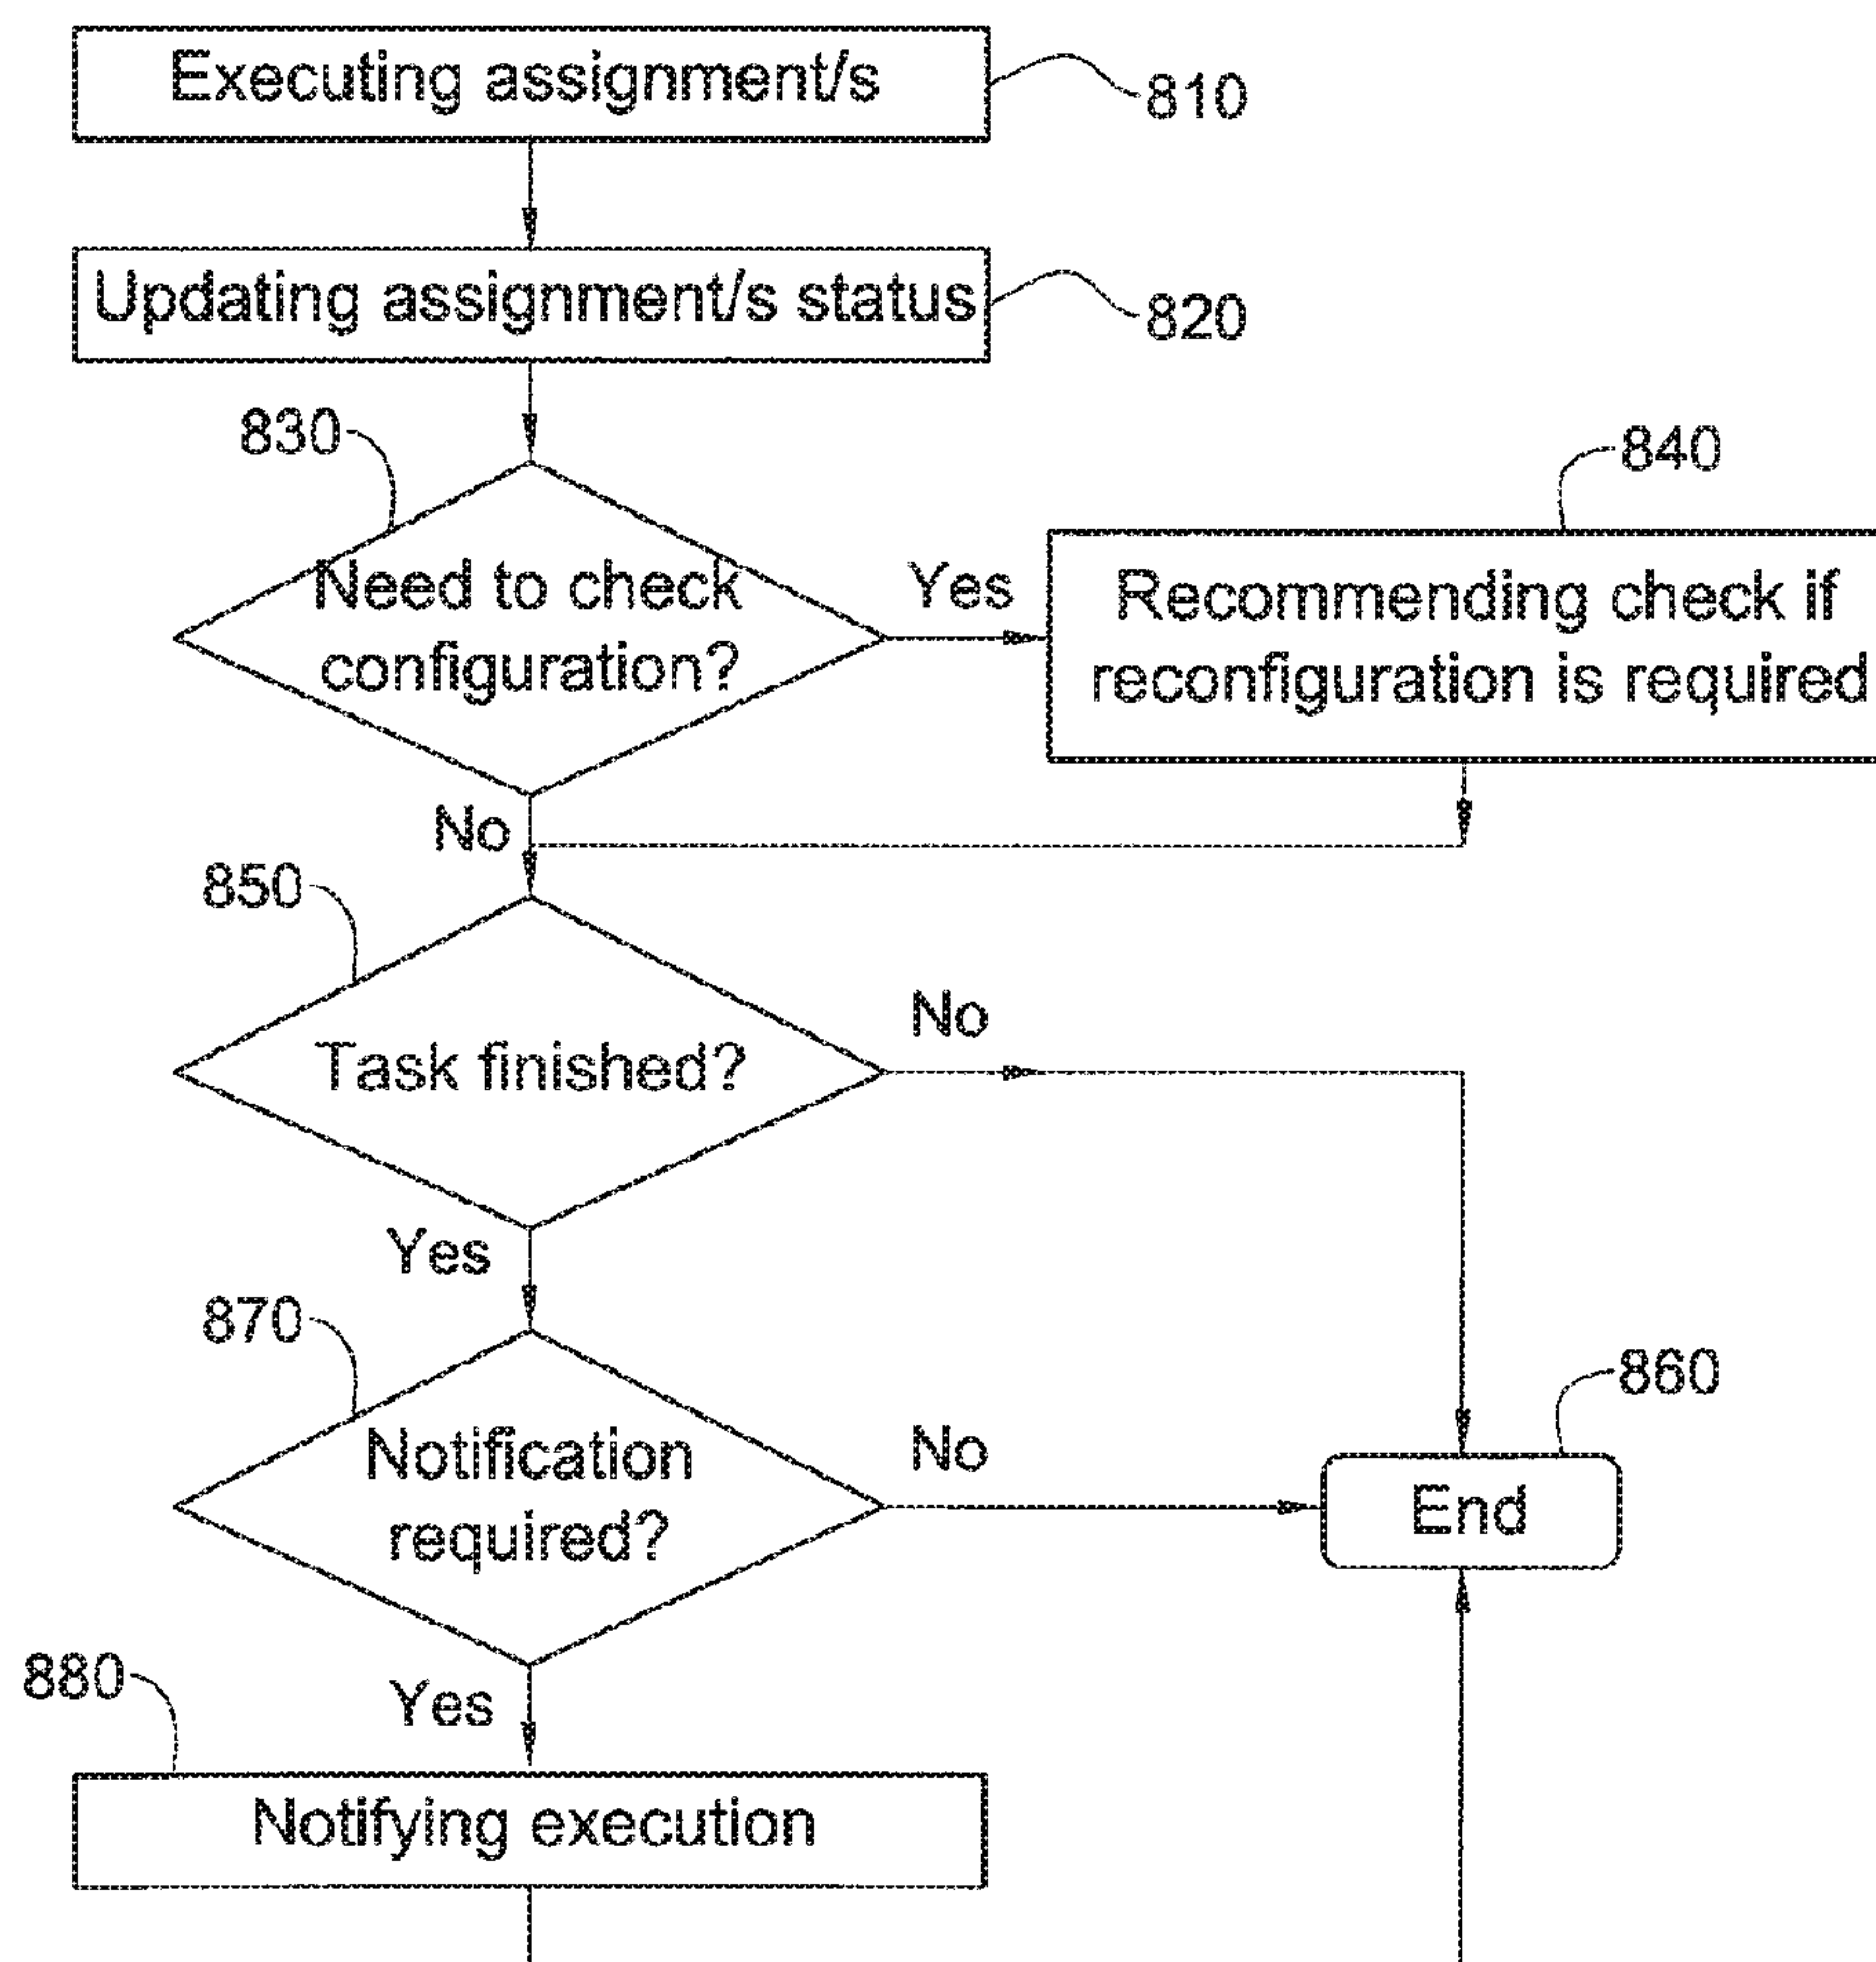 Executing assignment/s
810
Updating assignment/s status
820
830
840
Need to check
configuration?
Yes
Recommending check if
reconfiguration is required
No
850
Task finished?
No
Yes
870
860
Notification
required?
No
End
880
Yes
Notifying execution